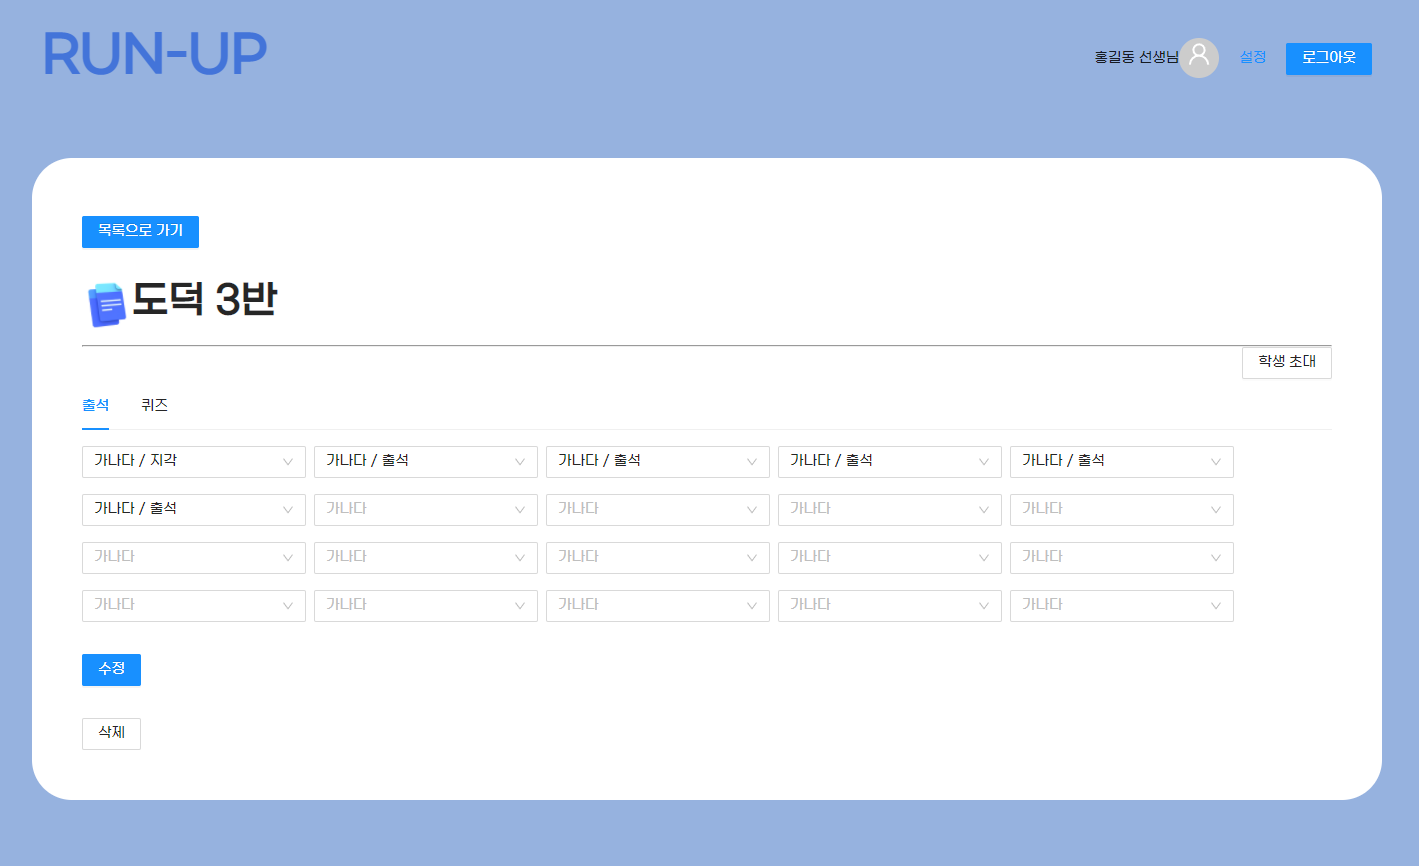 RUN-UP
홍길동 선생님 설정 로그아웃
목록으로 가기
도덕 3반
학생 초대
출석 퀴즈
가나다 / 지각 가나다 / 출석 가나다 / 출석 가나다 / 출석 가나다 / 출석
가나다 / 출석 가나다 가나다 가나다 가나다
가나다 가나다 가나다 가나다 가나다
가나다 가나다 가나다 가나다 가나다
수정
삭제